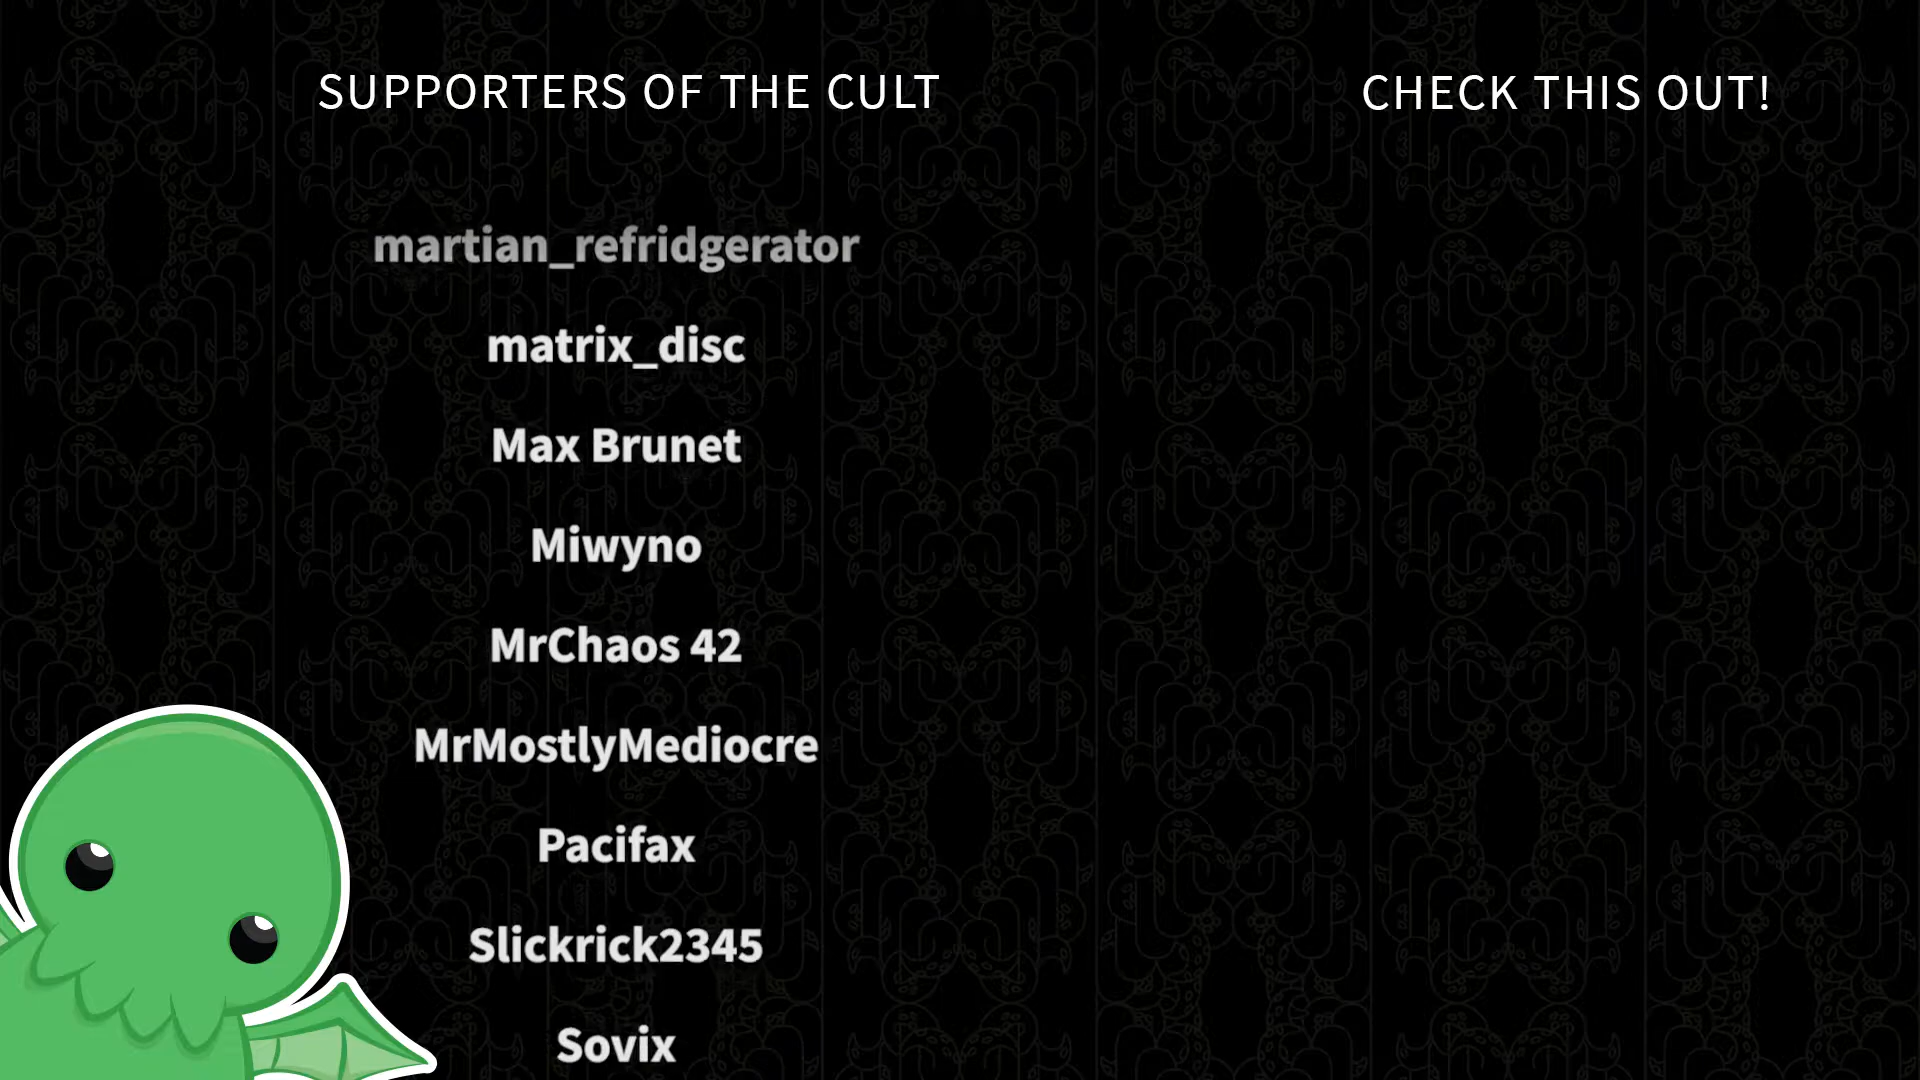 SUPPORTERS OF THE CULT
CHECK THIS OUT!
martian_refridgerator
matrix_disc
Max Brunet
Miwyno
MrChaos 42
MrMostlyMediocre
Pacifax
Slickrick2345
Sovix